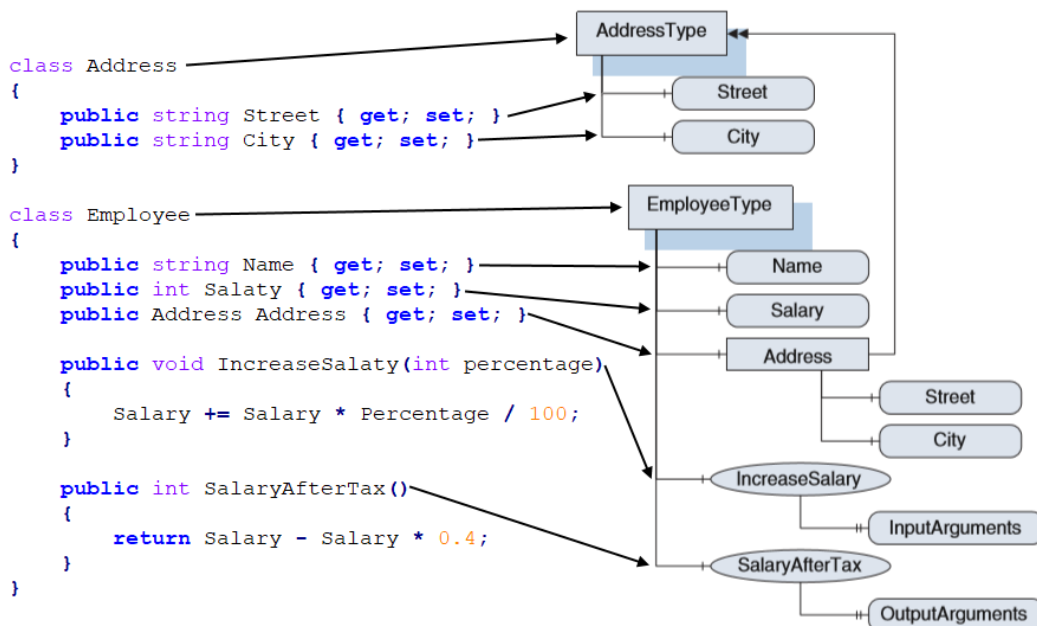 AddressType
class Address
{
public string Street { get; set; }
Street
public string City { get; set; }
City
}
class Employee
EmployeeType
{
public string Name { get; set; }
Name
public int Salaty { get; set; }
Salary
public Address Address { get; set; }
Address
public void IncreaseSalaty(int percentage)
{
Street
Salary += Salary * Percentage / 100;
}
City
IncreaseSalary
public int SalaryAfterTax()
{
InputArguments
return Salary - Salary * 0.4;
}
SalaryAfterTax
}
OutputArguments